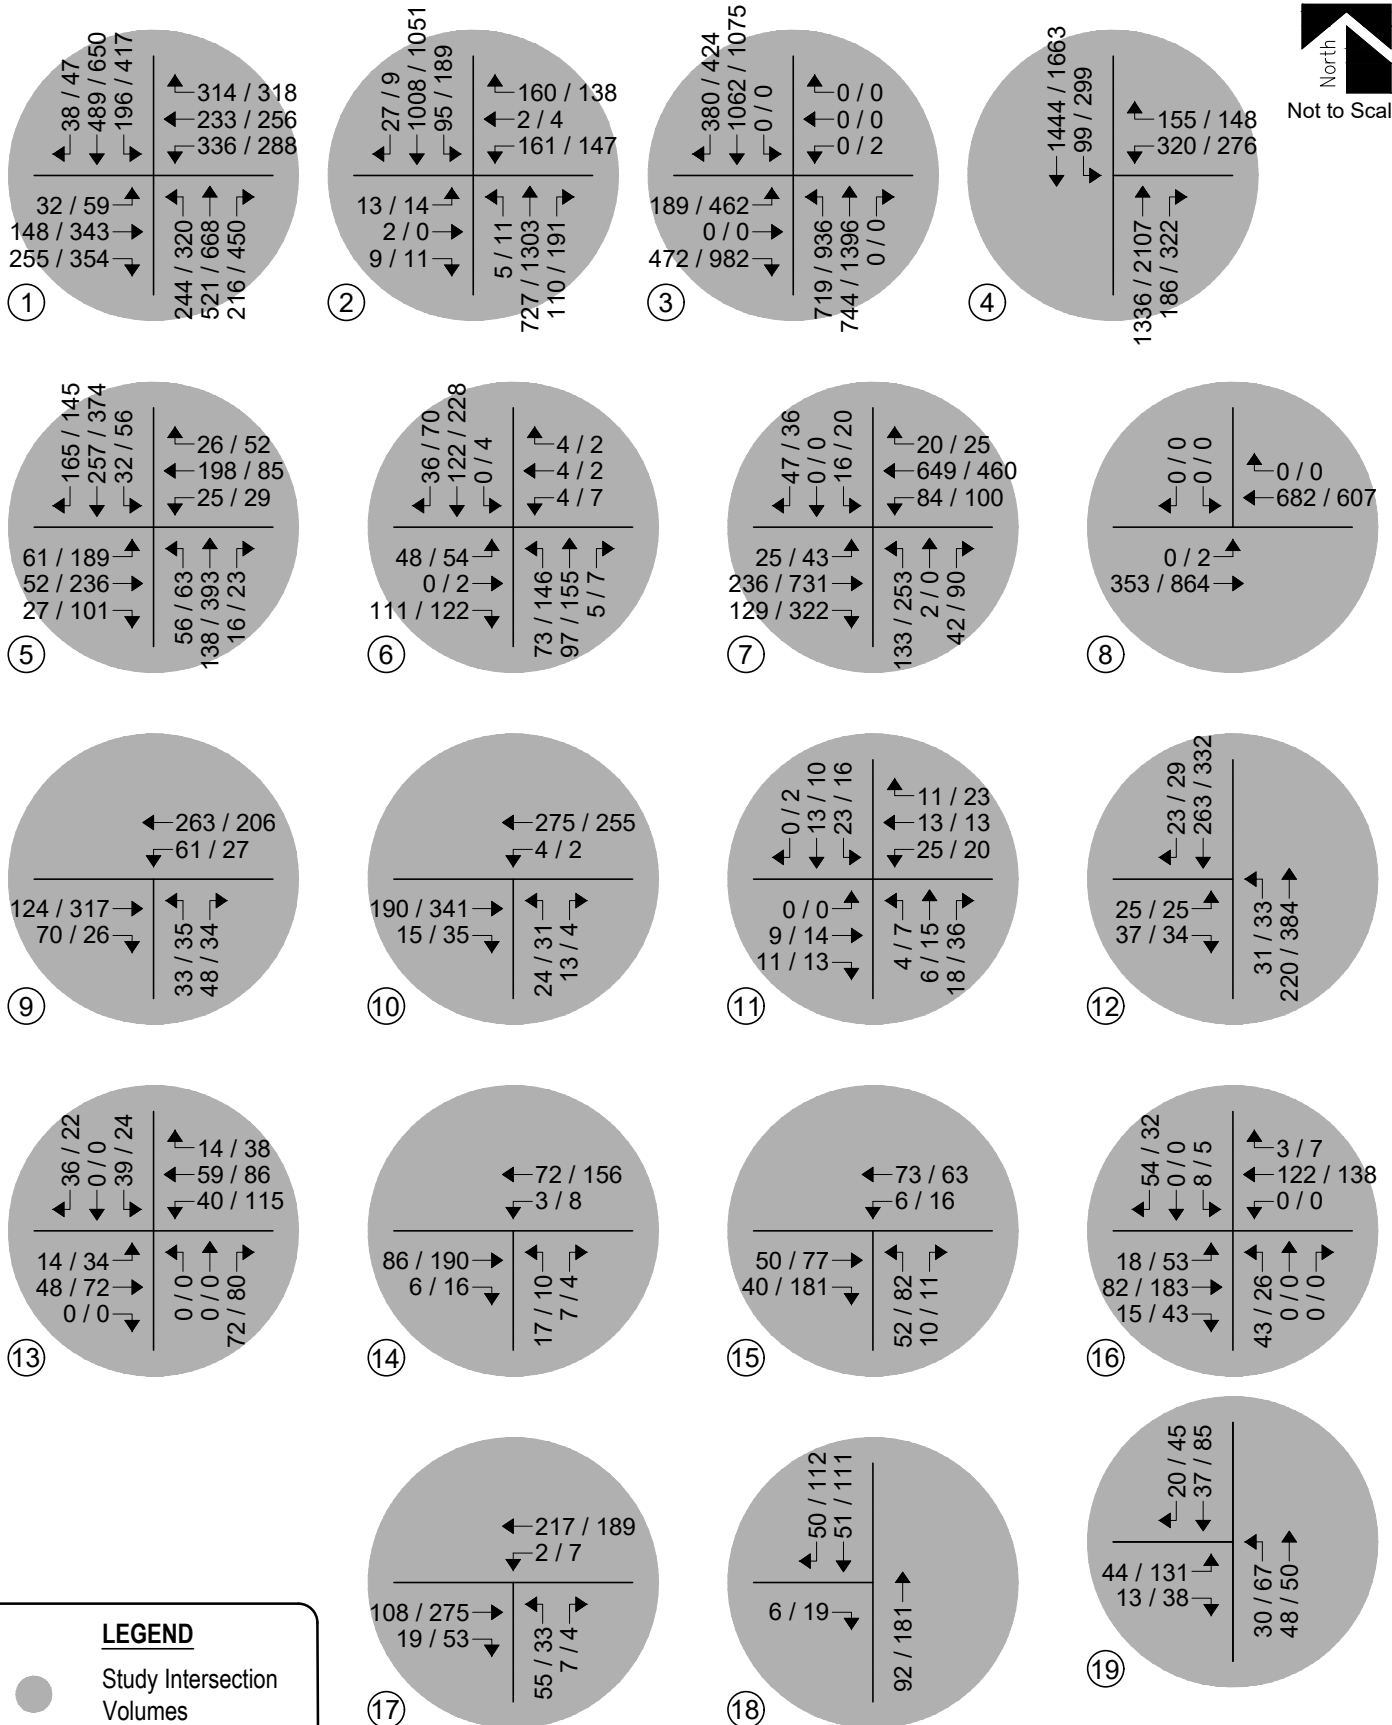 North
Not to Scal
38 / 47
489 / 650
196 / 417
314 / 318
233 / 256
336 / 288
32 / 59
148 / 343
255 / 354
244 / 320
521 / 668
216 / 450
1
27 / 9
1008 / 1051
95 / 189
160 / 138
2 / 4
161 / 147
13 / 14
2 / 0
9 / 11
5 / 11
727 / 1303
110 / 191
2
380 / 424
1062 / 1075
0 / 0
0 / 0
0 / 0
0 / 2
189 / 462
0 / 0
472 / 982
719 / 936
744 / 1396
0 / 0
3
1444 / 1663
99 / 299
155 / 148
320 / 276
1336 / 2107
186 / 322
4
165 / 145
257 / 374
32 / 56
26 / 52
198 / 85
25 / 29
61 / 189
52 / 236
27 / 101
56 / 63
138 / 393
16 / 23
5
36 / 70
122 / 228
0 / 4
4 / 2
4 / 2
4 / 7
48 / 54
0 / 2
111 / 122
73 / 146
97 / 155
5 / 7
6
47 / 36
0 / 0
16 / 20
20 / 25
649 / 460
84 / 100
25 / 43
236 / 731
129 / 322
133 / 253
2 / 0
42 / 90
7
0 / 0
0 / 0
0 / 0
682 / 607
0 / 2
353 / 864
8
263 / 206
61 / 27
124 / 317
70 / 26
33 / 35
48 / 34
9
275 / 255
4 / 2
190 / 341
15 / 35
24 / 31
13 / 4
10
0 / 2
13 / 10
23 / 16
11 / 23
13 / 13
25 / 20
0 / 0
9 / 14
11 / 13
4 / 7
6 / 15
18 / 36
11
23 / 29
263 / 332
25 / 25
37 / 34
31 / 33
220 / 384
12
36 / 22
0 / 0
39 / 24
14 / 38
59 / 86
40 / 115
14 / 34
48 / 72
0 / 0
0 / 0
0 / 0
72 / 80
13
72 / 156
3 / 8
86 / 190
6 / 16
17 / 10
7 / 4
14
73 / 63
6 / 16
50 / 77
40 / 181
52 / 82
10 / 11
15
54 / 32
0 / 0
8 / 5
3 / 7
122 / 138
0 / 0
18 / 53
82 / 183
15 / 43
43 / 26
0 / 0
0 / 0
16
217 / 189
2 / 7
108 / 275
19 / 53
55 / 33
7 / 4
17
50 / 112
51 / 111
6 / 19
92 / 181
18
20 / 45
37 / 85
44 / 131
13 / 38
30 / 67
48 / 50
19
LEGEND
Study Intersection
Volumes